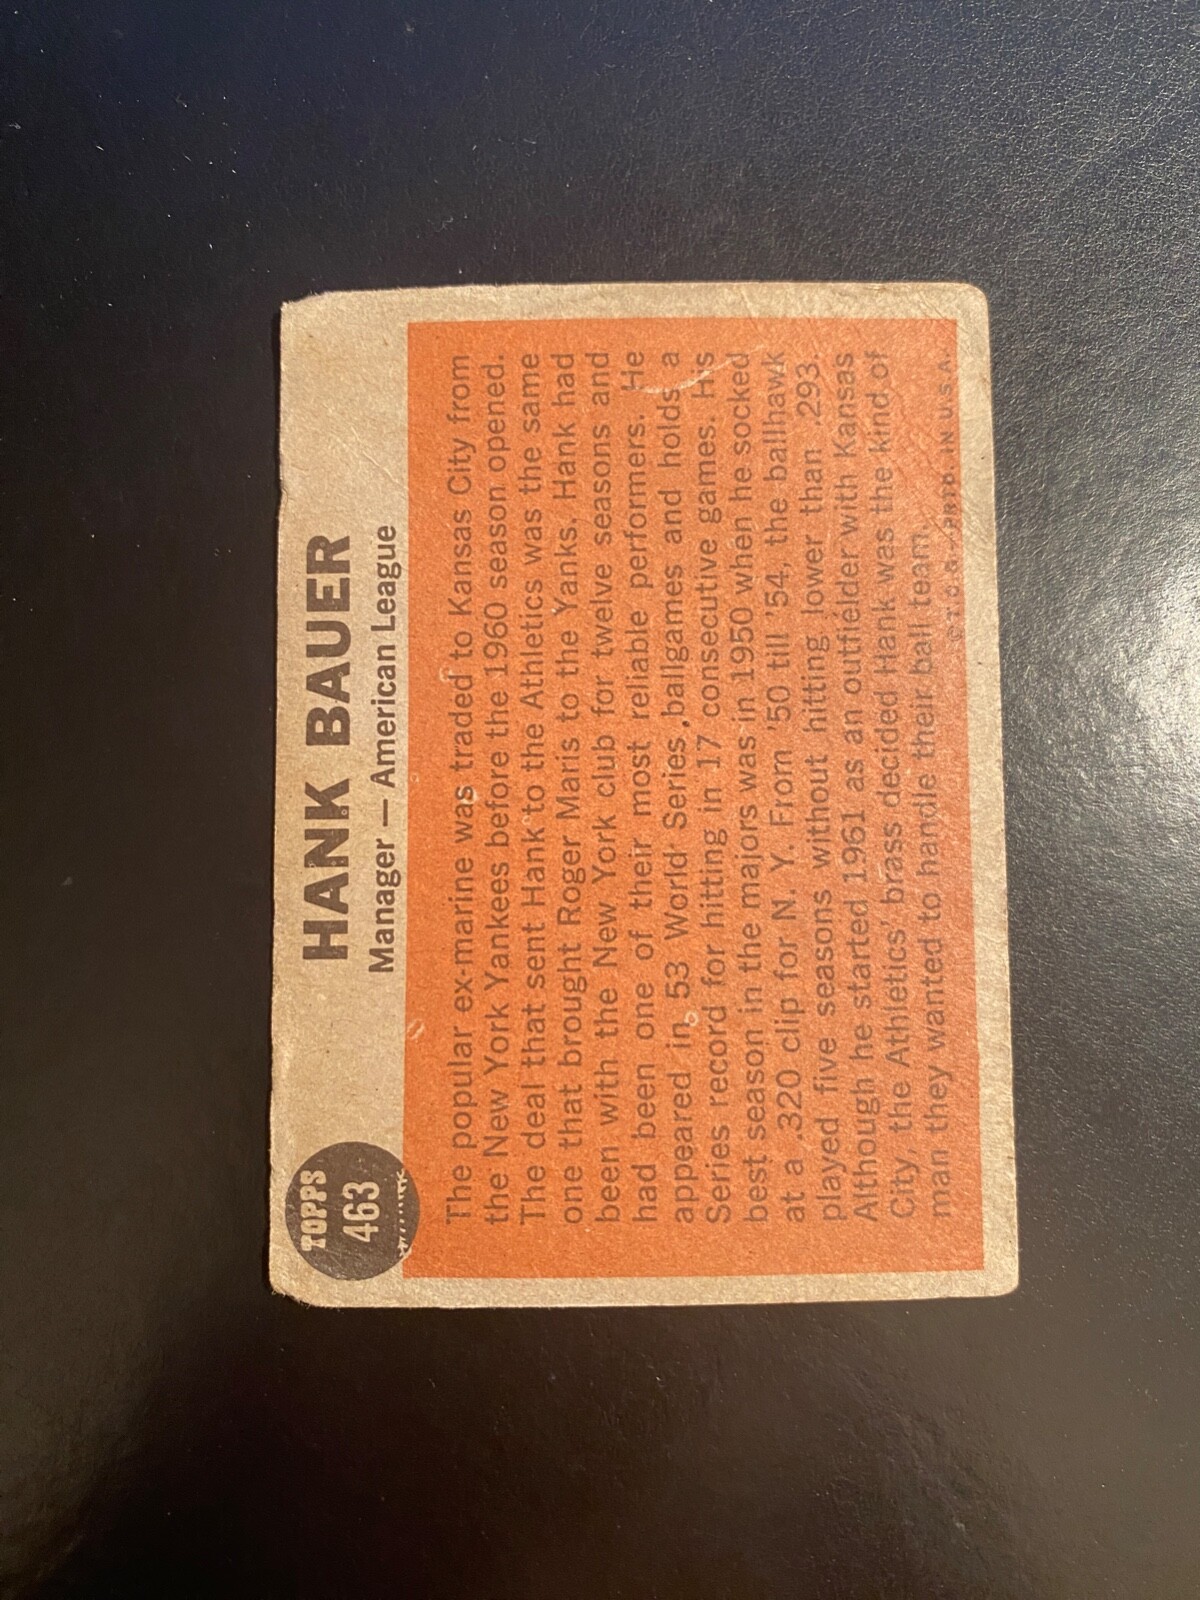 TOPPS
463
HANK BAUER
Manager — American League
The popular ex-marine was traded to Kansas City from
the New York Yankees before the 1960 season opened.
The deal that sent Hank to the Athletics was the same
one that brought Roger Maris to the Yanks. Hank had
been with the New York club for twelve seasons and
had been one of their most reliable performers. He
appeared in 53 World Series ballgames and holds a
Series record for hitting in 17 consecutive games. His
best season in the majors was in 1950 when he socked
at a .320 clip for N. Y. From '50 till '54, the ballhawk
played five seasons without hitting lower than .293.
Although he started 1961 as an outfielder with Kansas
City, the Athletics' brass decided Hank was the kind of
man they wanted to handle their ball team.
© T. C. G. PRTD. IN U.S.A.